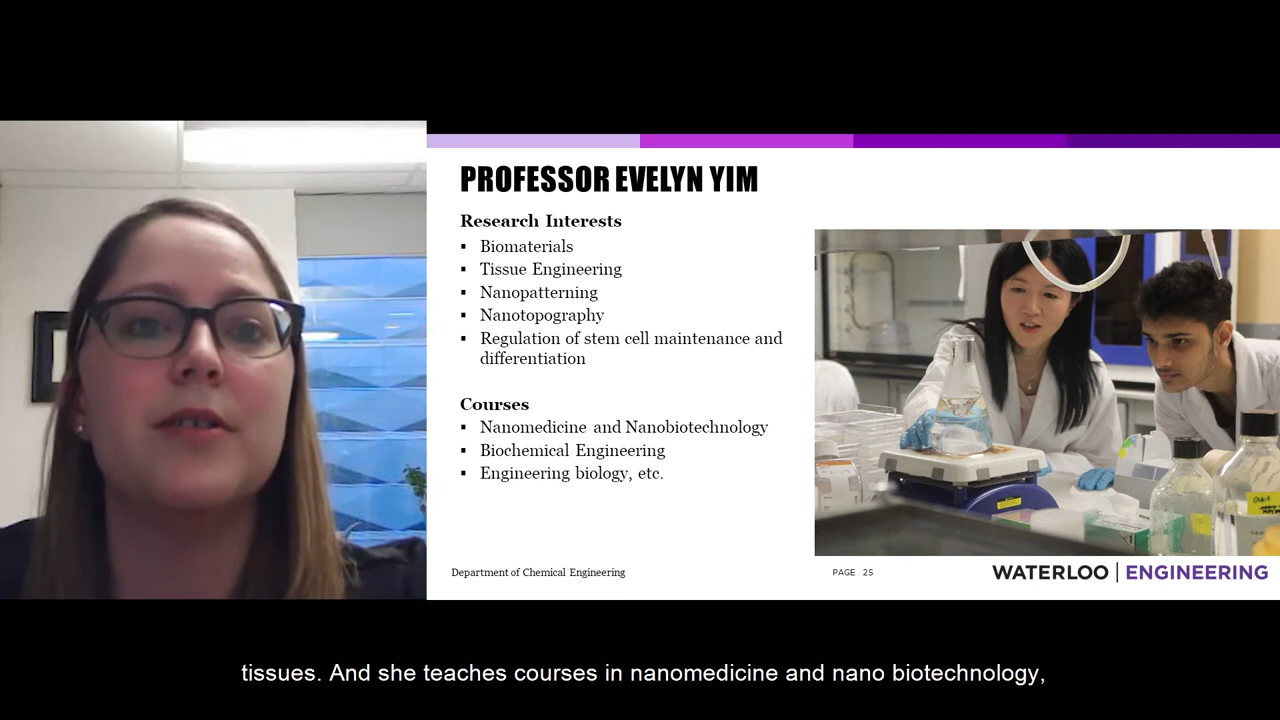 PROFESSOR EVELYN YIM
Research Interests
▪ Biomaterials
▪ Tissue Engineering
▪ Nanopatterning
▪ Nanotopography
▪ Regulation of stem cell maintenance and
differentiation
Courses
▪ Nanomedicine and Nanobiotechnology
▪ Biochemical Engineering
▪ Engineering biology, etc.
Department of Chemical Engineering
PAGE 25
WATERLOO | ENGINEERING
tissues. And she teaches courses in nanomedicine and nano biotechnology,